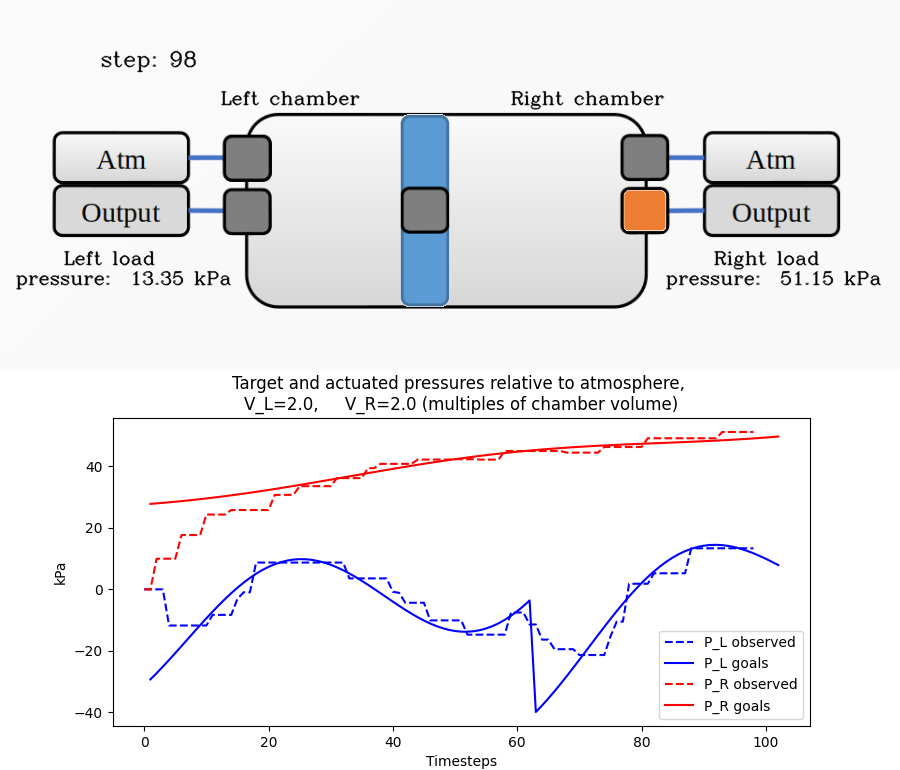 step: 98
Left chamber
Right chamber
Atm
Atm
Output
Output
Left load
pressure: 13.35 kPa
Right load
pressure: 51.15 kPa
Target and actuated pressures relative to atmosphere,
V_L=2.0, V_R=2.0 (multiples of chamber volume)
40
20
0
−20
−40
kPa
P_L observed
P_L goals
P_R observed
P_R goals
0
20
40
60
80
100
Timesteps